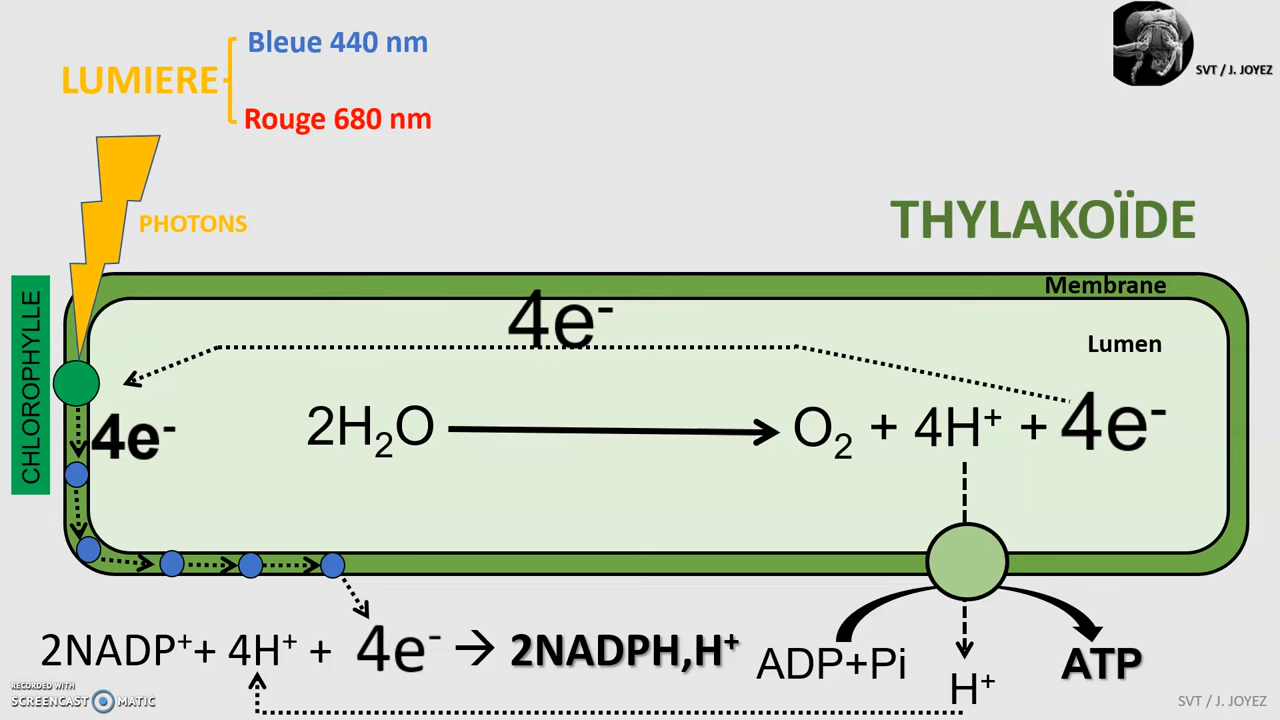 Bleue 440 nm
LUMIERE
Rouge 680 nm
SVT / J. JOYEZ
PHOTONS
THYLAKOÏDE
Membrane
4e⁻
Lumen
CHLOROPHYLLE
4e⁻
2H₂O → O₂ + 4H⁺ + 4e⁻
2NADP⁺+ 4H⁺ + 4e⁻ → 2NADPH,H⁺
ADP+Pi
ATP
H⁺
RECORDED WITH
SCREENCAST MATIC
SVT / J. JOYEZ